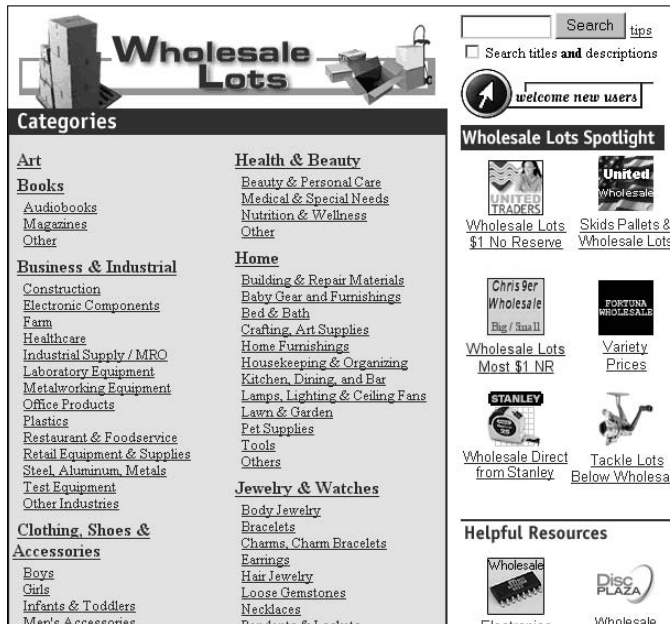 Wholesale
Lots
Search
tips
Search titles and descriptions
welcome new users
Categories
Art
Books
Audiobooks
Magazines
Other
Business & Industrial
Construction
Electronic Components
Farm
Healthcare
Industrial Supply / MRO
Laboratory Equipment
Metalworking Equipment
Office Products
Plastics
Restaurant & Foodservice
Retail Equipment & Supplies
Steel, Aluminum, Metals
Test Equipment
Other Industries
Clothing, Shoes &
Accessories
Boys
Girls
Infants & Toddlers
Men's Accessories
Health & Beauty
Beauty & Personal Care
Medical & Special Needs
Nutrition & Wellness
Other
Home
Building & Repair Materials
Baby Gear and Furnishings
Bed & Bath
Crafting, Art Supplies
Home Furnishings
Housekeeping & Organizing
Kitchen, Dining, and Bar
Lamps, Lighting & Ceiling Fans
Lawn & Garden
Pet Supplies
Tools
Others
Jewelry & Watches
Body Jewelry
Bracelets
Charms, Charm Bracelets
Earrings
Hair Jewelry
Loose Gemstones
Necklaces
Pendants & Lockets
Wholesale Lots Spotlight
UNITED
TRADERS
Wholesale Lots
$1 No Reserve
United
Wholesale
Skids Pallets &
Wholesale Lots
Chris9er
Wholesale
Big / Small
Wholesale Lots
Most $1 NR
FORTUNA
WHOLESALE
Variety
Prices
STANLEY
Wholesale Direct
from Stanley
Tackle Lots
Below Wholesa
Helpful Resources
Wholesale
Electronics
Disc
PLAZA
Wholesale